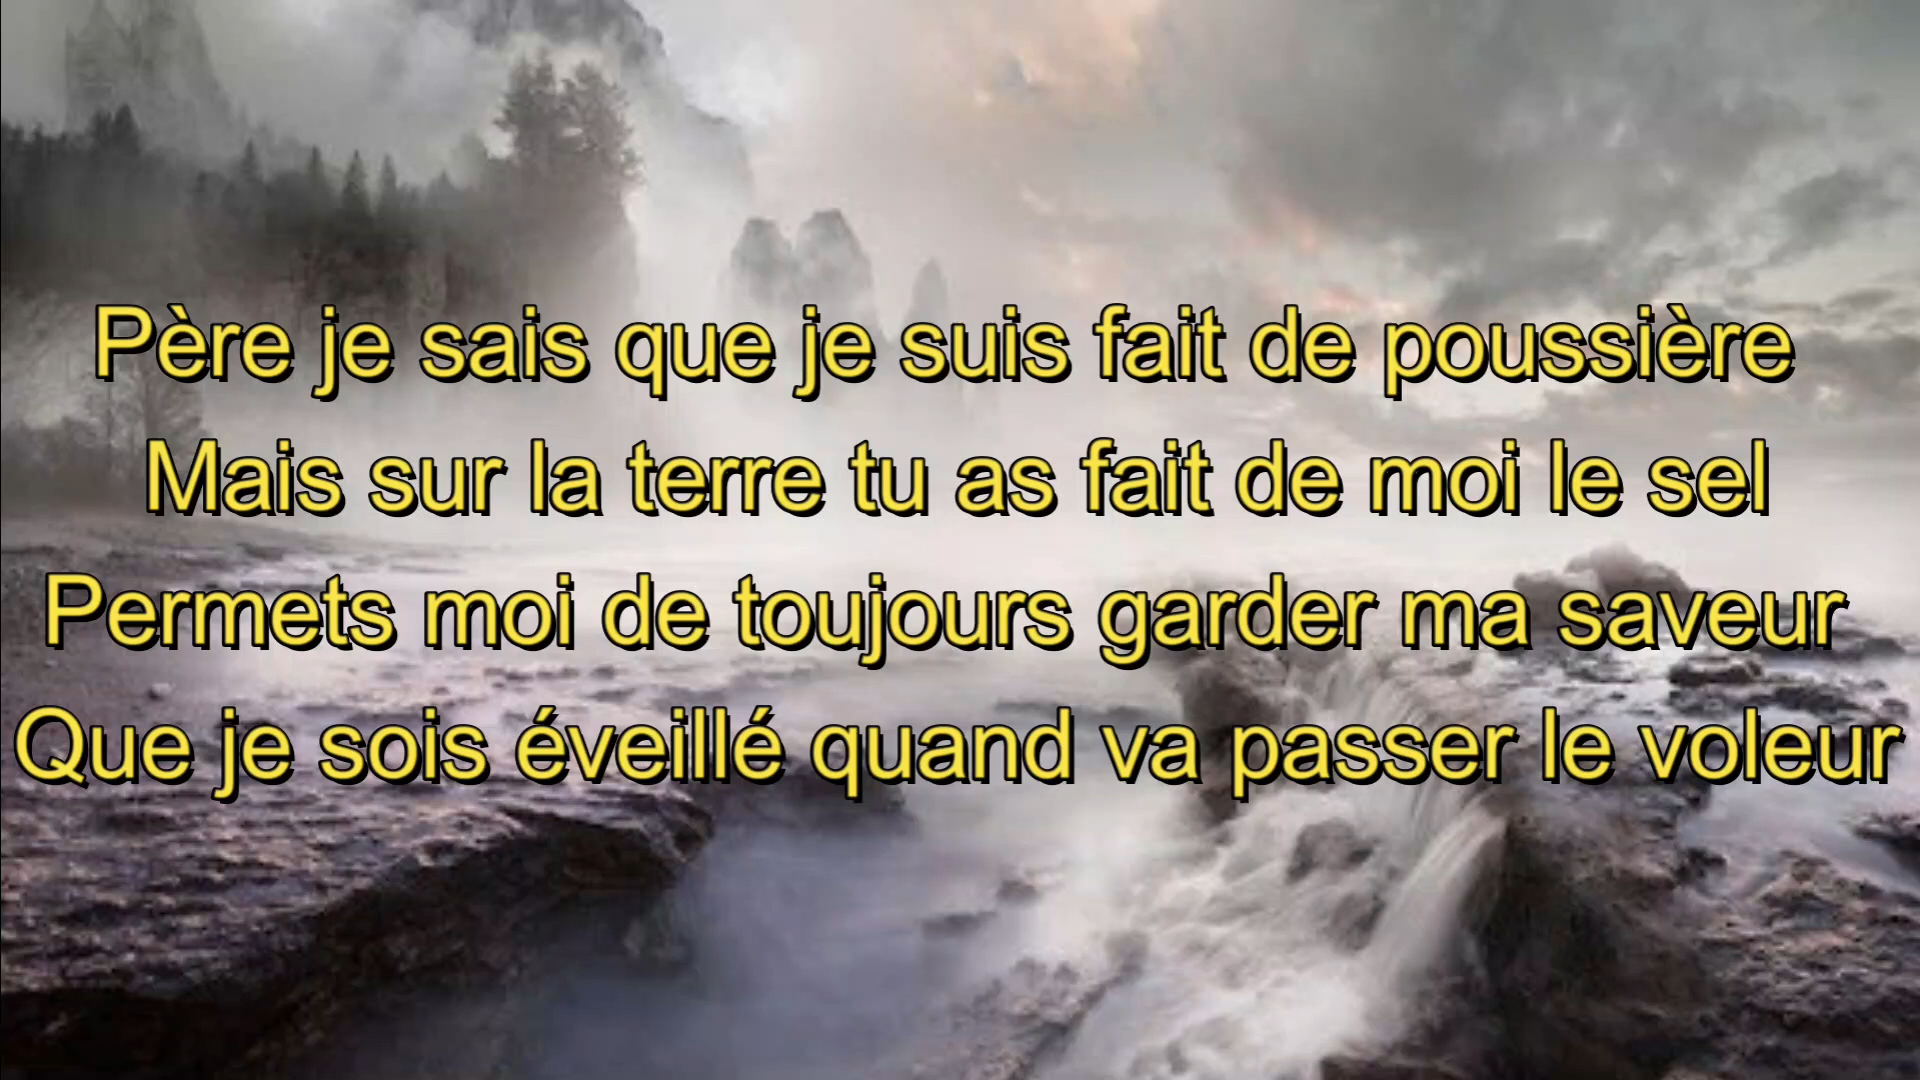 Père je sais que je suis fait de poussière
Mais sur la terre tu as fait de moi le sel
Permets moi de toujours garder ma saveur
Que je sois éveillé quand va passer le voleur